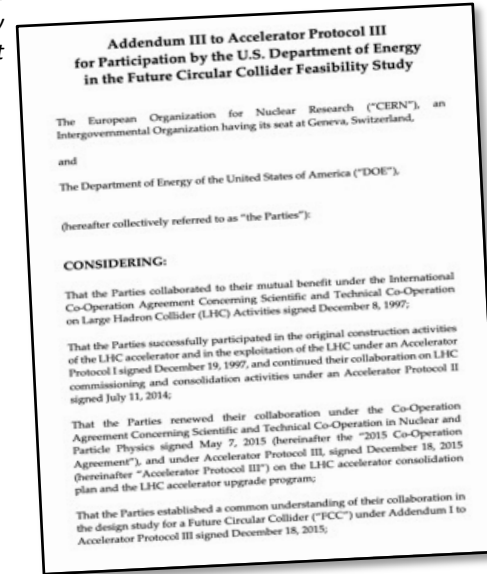 y
t
Addendum III to Accelerator Protocol III
for Participation by the U.S. Department of Energy
in the Future Circular Collider Feasibility Study
The European Organization for Nuclear Research ("CERN"), an
Intergovernmental Organization having its seat at Geneva, Switzerland,
and
The Department of Energy of the United States of America ("DOE"),
(hereafter collectively referred to as "the Parties"):
CONSIDERING:
That the Parties collaborated to their mutual benefit under the International
Co-Operation Agreement Concerning Scientific and Technical Co-Operation
on Large Hadron Collider (LHC) Activities signed December 8, 1997;
That the Parties successfully participated in the original construction activities
of the LHC accelerator and in the exploitation of the LHC under an Accelerator
Protocol I signed December 19, 1997, and continued their collaboration on LHC
commissioning and consolidation activities under an Accelerator Protocol II
signed July 11, 2014;
That the Parties renewed their collaboration under the Co-Operation
Agreement Concerning Scientific and Technical Co-Operation in Nuclear and
Particle Physics signed May 7, 2015 (hereinafter the "2015 Co-Operation
Agreement"), and under Accelerator Protocol III, signed December 18, 2015
(hereinafter "Accelerator Protocol III") on the LHC accelerator consolidation
plan and the LHC accelerator upgrade program;
That the Parties established a common understanding of their collaboration in
the design study for a Future Circular Collider ("FCC") under Addendum I to
Accelerator Protocol III signed December 18, 2015;